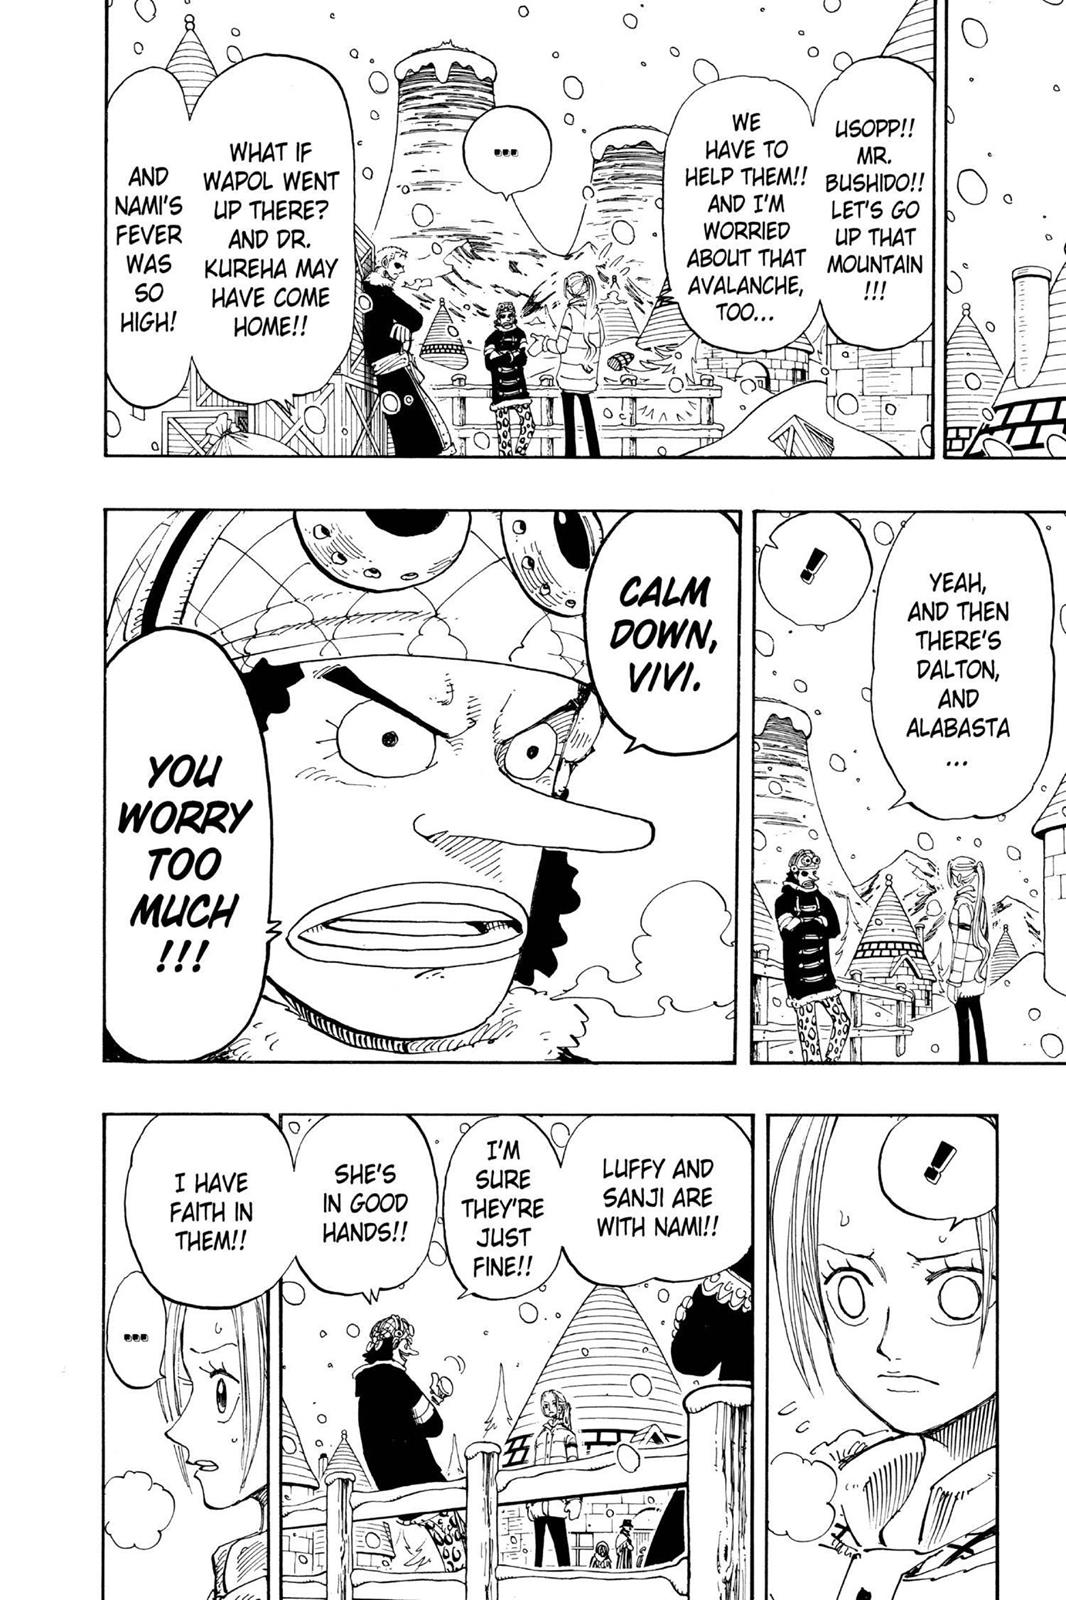 USOPP!!
MR.
BUSHIDO!!
LET'S GO
UP THAT
MOUNTAIN
!!!
WE
HAVE TO
HELP THEM!!
AND I'M
WORRIED
ABOUT THAT
AVALANCHE,
TOO...
...
WHAT IF
WAPOL WENT
UP THERE?
AND DR.
KUREHA MAY
HAVE COME
HOME!!
AND
NAMI'S
FEVER
WAS
SO
HIGH!
YEAH,
AND THEN
THERE'S
DALTON,
AND
ALABASTA
...
!
CALM
DOWN,
VIVI.
YOU
WORRY
TOO
MUCH
!!!
!
LUFFY AND
SANJI ARE
WITH NAMI!!
I'M
SURE
THEY'RE
JUST
FINE!!
SHE'S
IN GOOD
HANDS!!
I HAVE
FAITH IN
THEM!!
...